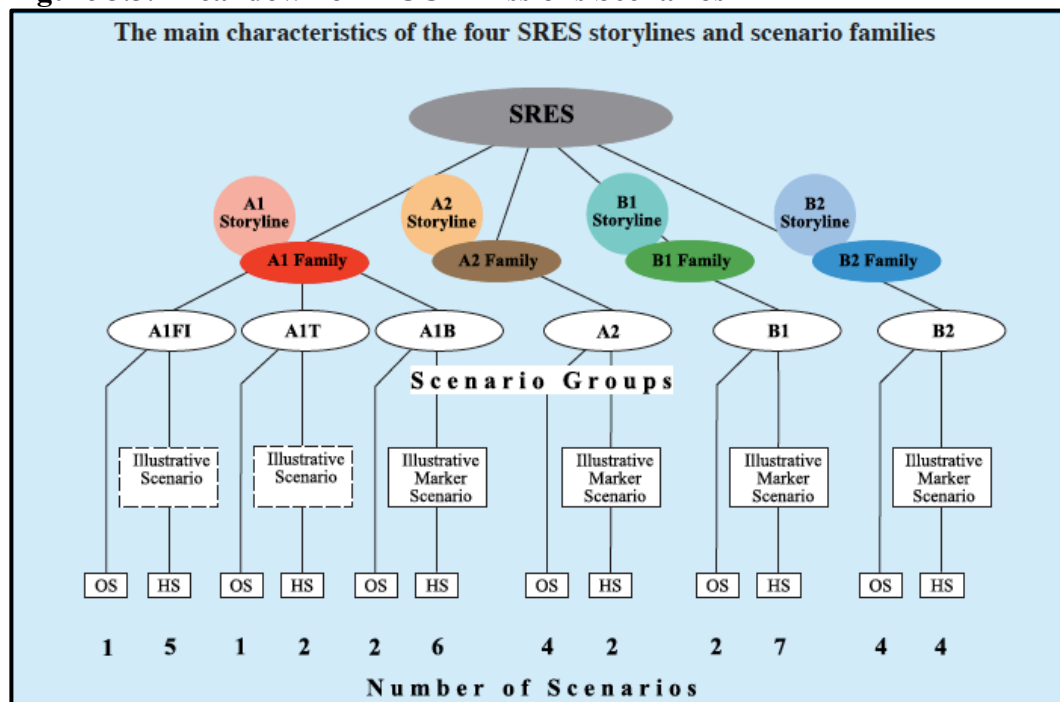 The main characteristics of the four SRES storylines and scenario families
SRES
A1
Storyline
A2
Storyline
B1
Storyline
B2
Storyline
A1 Family
A2 Family
B1 Family
B2 Family
A1FI
A1T
A1B
A2
B1
B2
Scenario Groups
Illustrative
Scenario
Illustrative
Scenario
Illustrative
Marker
Scenario
Illustrative
Marker
Scenario
Illustrative
Marker
Scenario
Illustrative
Marker
Scenario
OS HS OS HS OS HS OS HS OS HS OS HS
1 5 1 2 2 6 4 2 2 7 4 4
Number of Scenarios